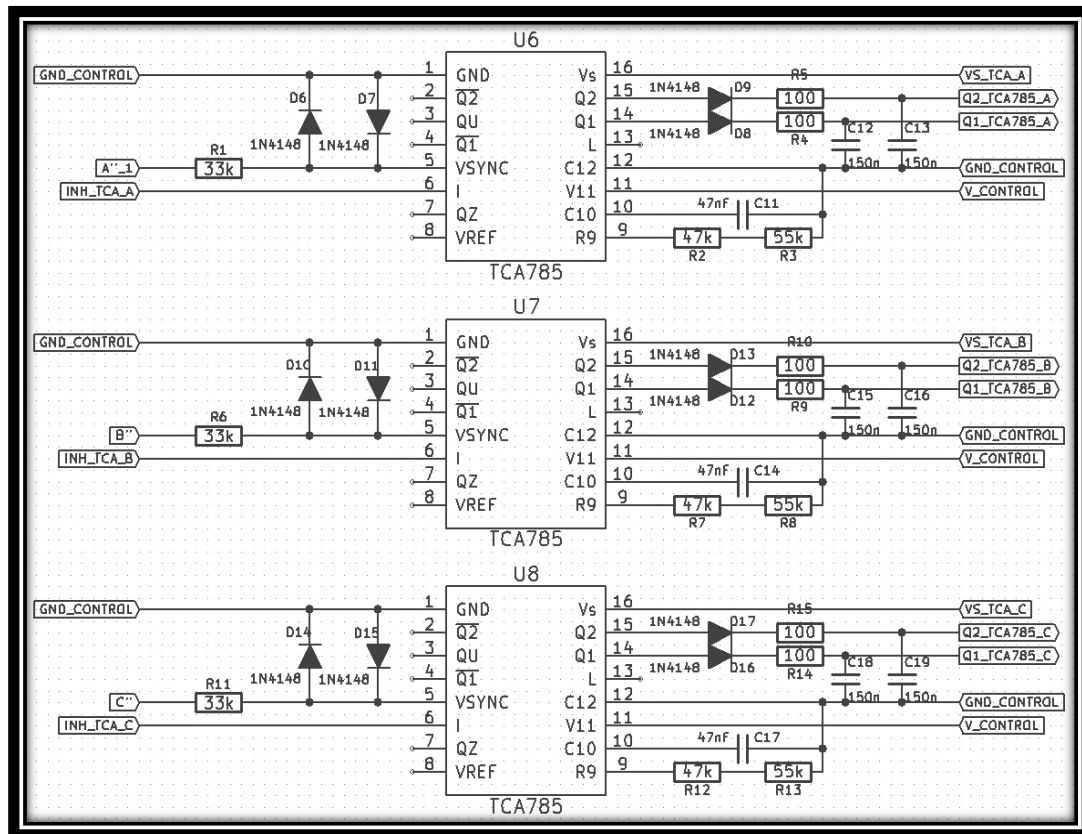 U6
GND_CONTROL 1 GND Vs 16 VS_TCA_A
R5
D6 D7 2 Q2 Q2 15 1N4148 D9 100 Q2_TCA785_A
3 QU Q1 14 1N4148 D8 100 Q1_TCA785_A
1N4148 1N4148 4 Q1 L 13 R4 C12 C13
R1
A''_1 33k 5 VSYNC C12 12 150n 150n GND_CONTROL
INH_TCA_A 6 I V11 11 V_CONTROL
7 QZ C10 10 47nF C11
8 VREF R9 9 47k 55k
R2 R3
TCA785
U7
GND_CONTROL 1 GND Vs 16 VS_TCA_B
R10
D10 D11 2 Q2 Q2 15 1N4148 D13 100 Q2_TCA785_B
3 QU Q1 14 1N4148 D12 100 Q1_TCA785_B
1N4148 1N4148 4 Q1 L 13 R9 C15 C16
R6
B'' 33k 5 VSYNC C12 12 150n 150n GND_CONTROL
INH_TCA_B 6 I V11 11 V_CONTROL
7 QZ C10 10 47nF C14
8 VREF R9 9 47k 55k
R7 R8
TCA785
U8
GND_CONTROL 1 GND Vs 16 VS_TCA_C
R15
D14 D15 2 Q2 Q2 15 1N4148 D17 100 Q2_TCA785_C
3 QU Q1 14 1N4148 D16 100 Q1_TCA785_C
1N4148 1N4148 4 Q1 L 13 R14 C18 C19
R11
C'' 33k 5 VSYNC C12 12 150n 150n GND_CONTROL
INH_TCA_C 6 I V11 11 V_CONTROL
7 QZ C10 10 47nF C17
8 VREF R9 9 47k 55k
R12 R13
TCA785